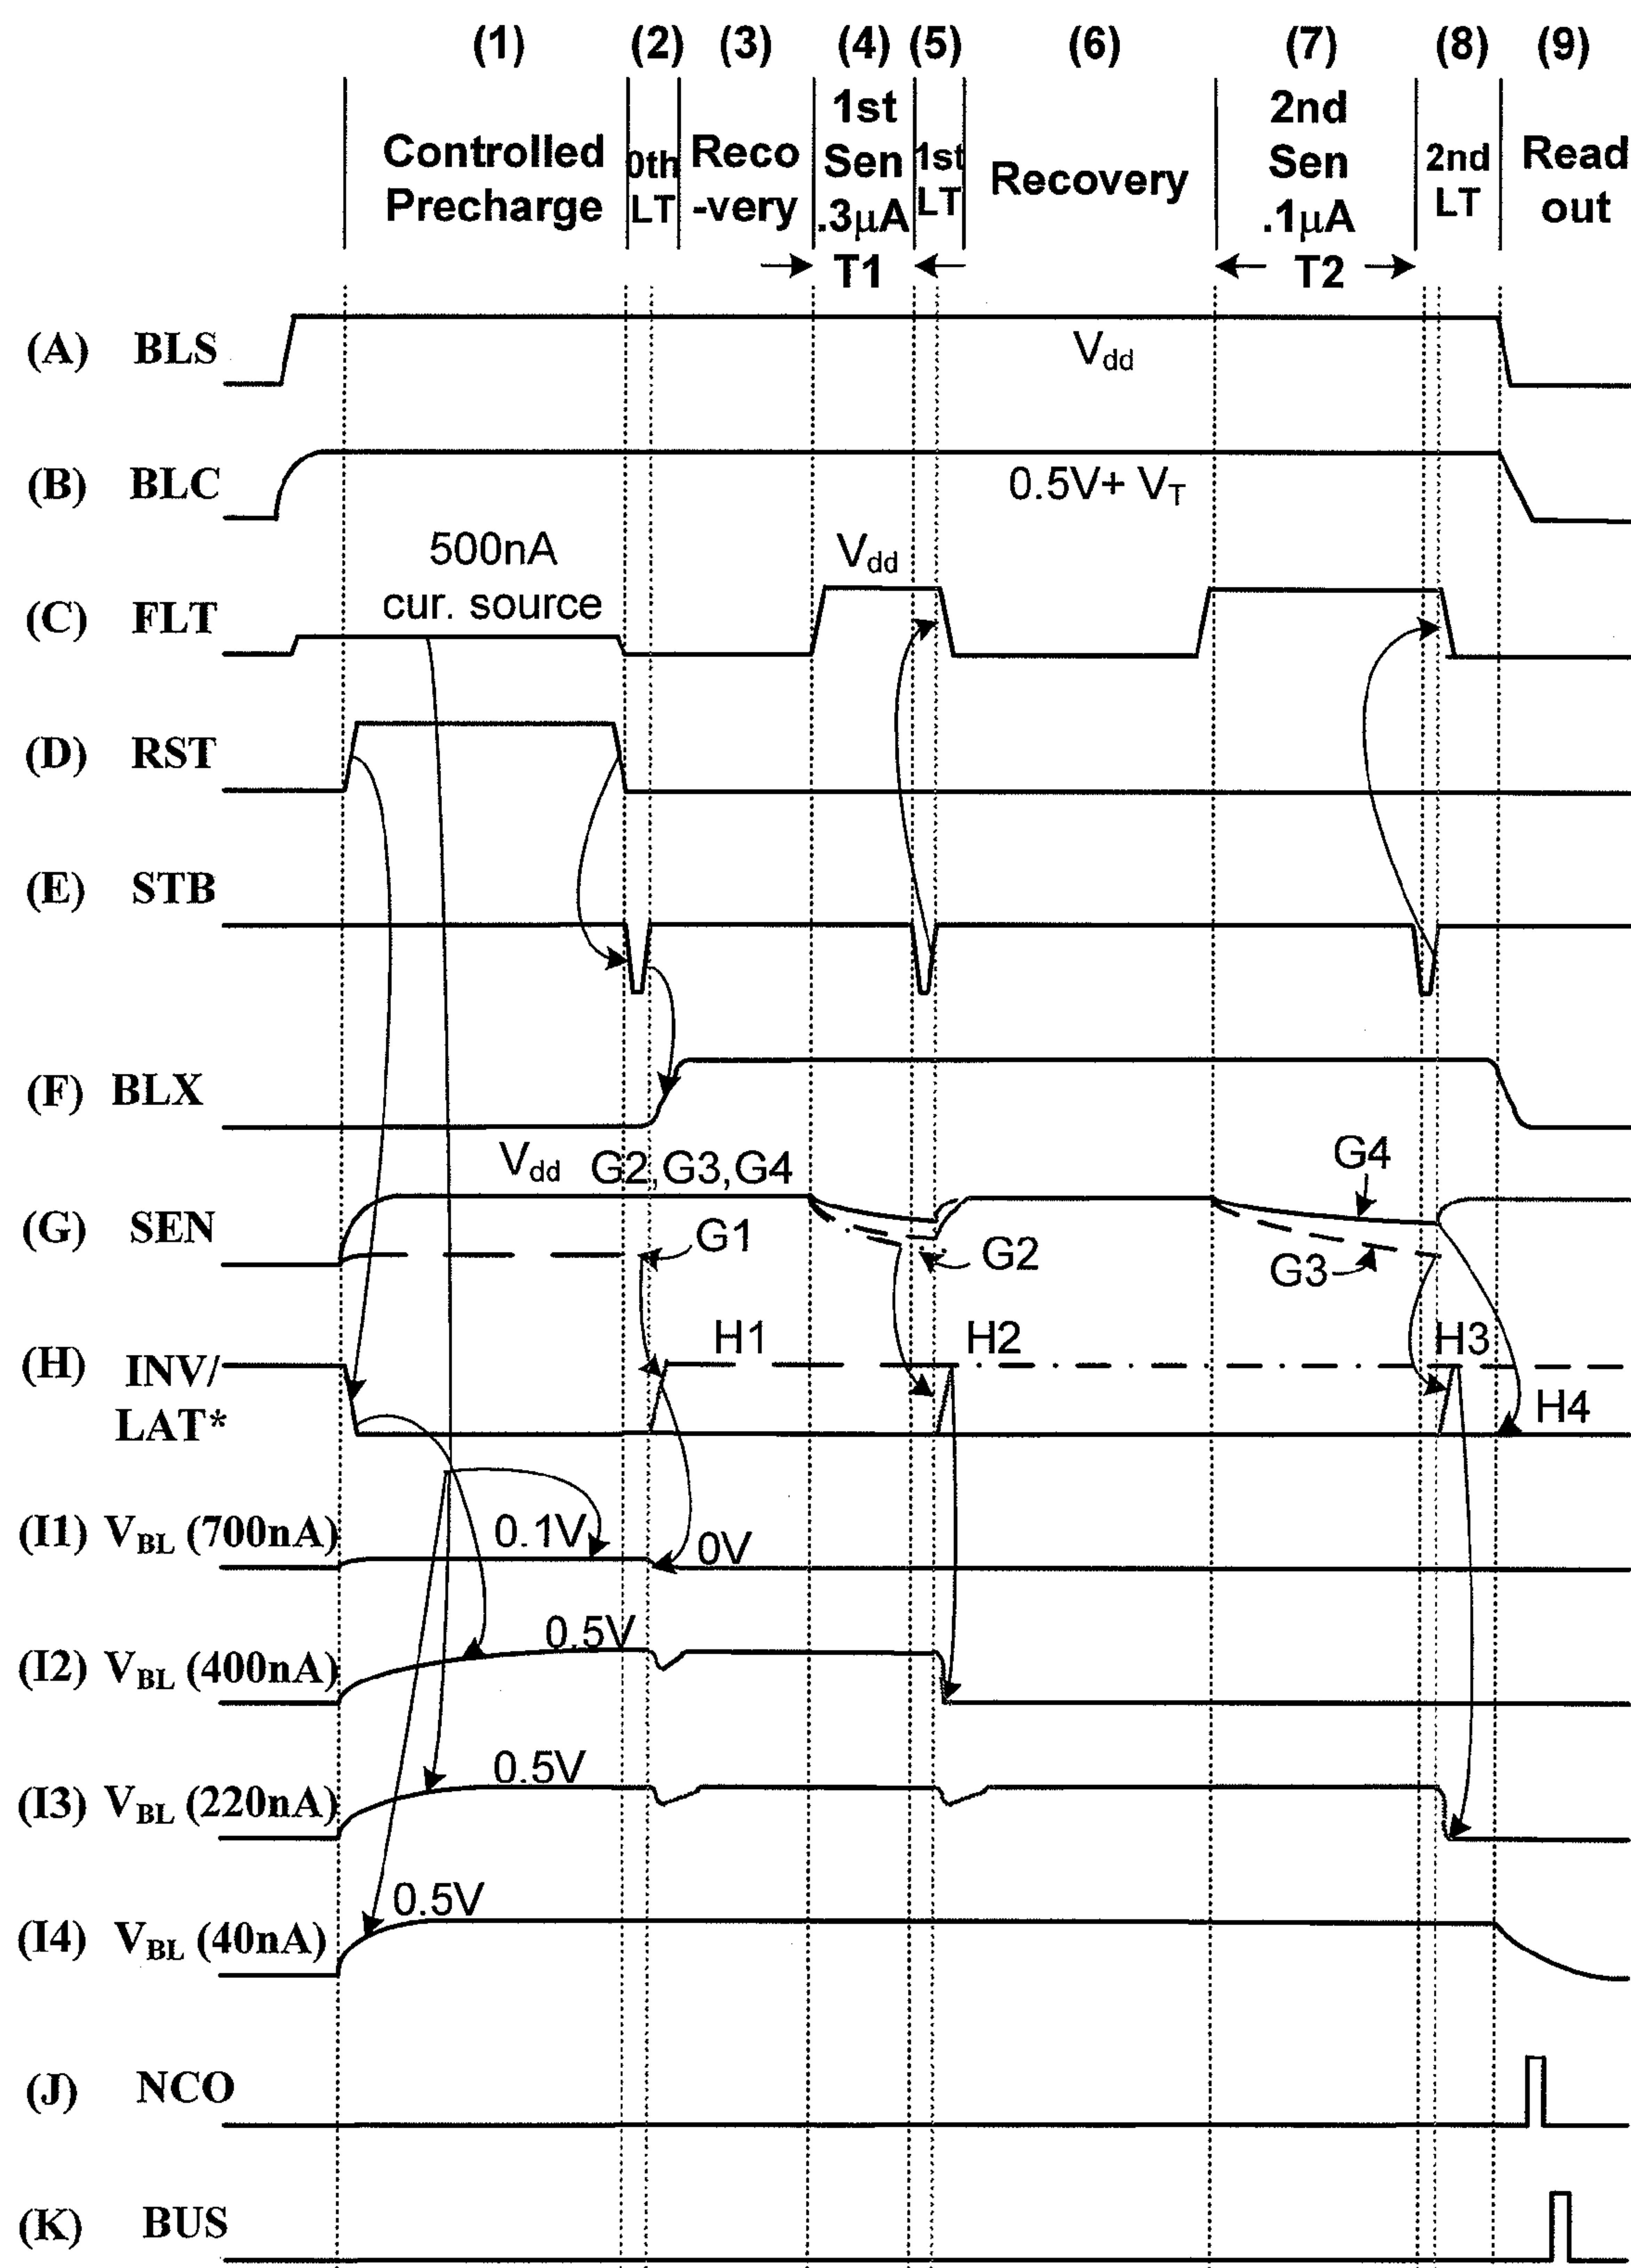 (1) (2) (3) (4) (5) (6) (7) (8) (9)
Controlled
Precharge
0th
LT
Reco
-very
1st
Sen
.3μA
T1
1st
LT
Recovery
2nd
Sen
.1μA
T2
2nd
LT
Read
out
(A) BLS
Vdd
(B) BLC
0.5V+ VT
500nA
cur. source
Vdd
(C) FLT
(D) RST
(E) STB
(F) BLX
Vdd G2,G3,G4
G4
(G) SEN
G1
G2
G3
H1 H2 H3
(H) INV/
LAT*
H4
(I1) VBL (700nA)
0.1V 0V
(I2) VBL (400nA)
0.5V
(I3) VBL (220nA)
0.5V
(I4) VBL (40nA)
0.5V
(J) NCO
(K) BUS